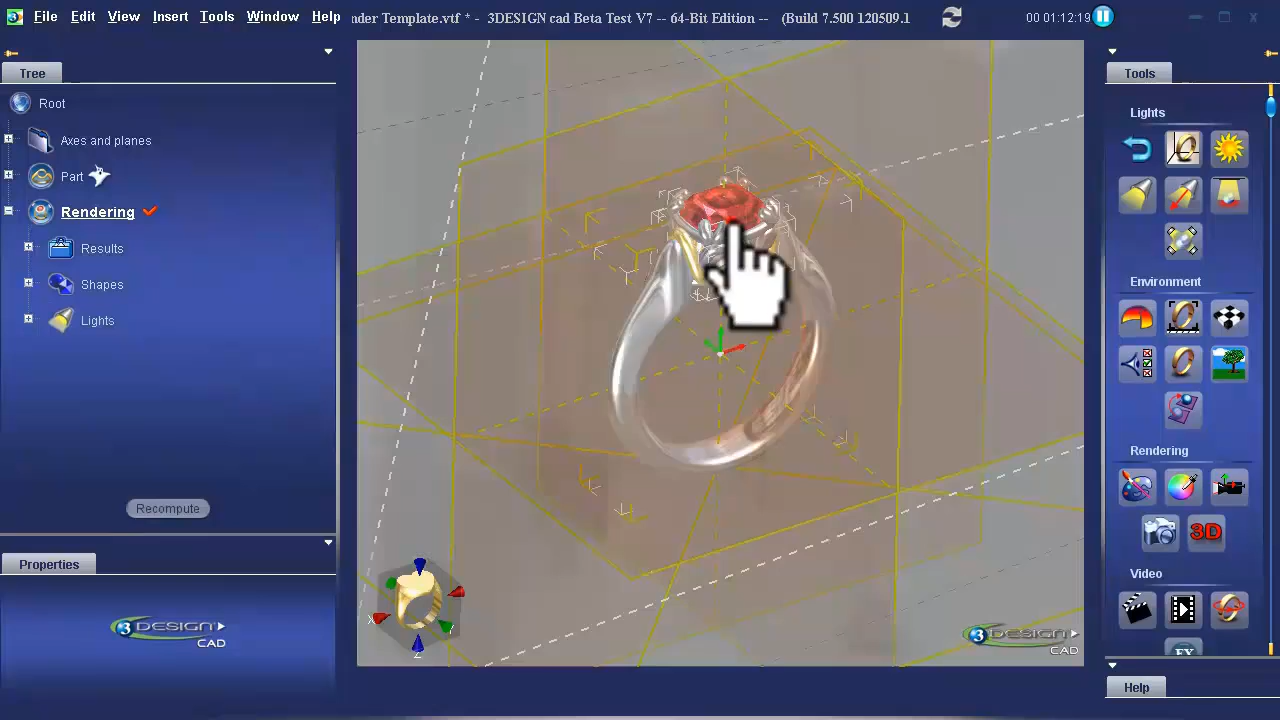 File Edit View Insert Tools Window Help nder Template.vtf * - 3DESIGN cad Beta Test V7 -- 64-Bit Edition -- (Build 7.500 120509.1 00 01:12:19
Tree
Root
Axes and planes
Part
Rendering
Results
Shapes
Lights
Recompute
Properties
3DESIGN
CAD
X
Y
Z
3DESIGN
CAD
Tools
Lights
Environment
Rendering
3D
Video
FX
Help